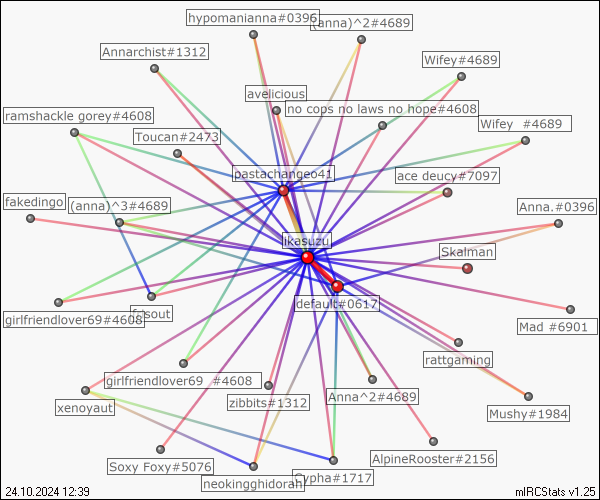 hypomanianna#0396
(anna)^2#4689
Annarchist#1312
Wifey#4689
avelicious
ramshackle gorey#4608
no cops no laws no hope#4608
Toucan#2473
Wifey #4689
pastachangeo41
ace deucy#7097
fakedingo
(anna)^3#4689
Anna.#0396
likasuzu
Skalman
default#0617
girlfriendlover69#4608
frisout
Mad #6901
rattgaming
girlfriendlover69 #4608
zibbits#1312
Anna^2#4689
xenoyaut
Mushy#1984
AlpineRooster#2156
Soxy Foxy#5076
Cypha#1717
neokingghidorah
24.10.2024 12:39
mIRCStats v1.25